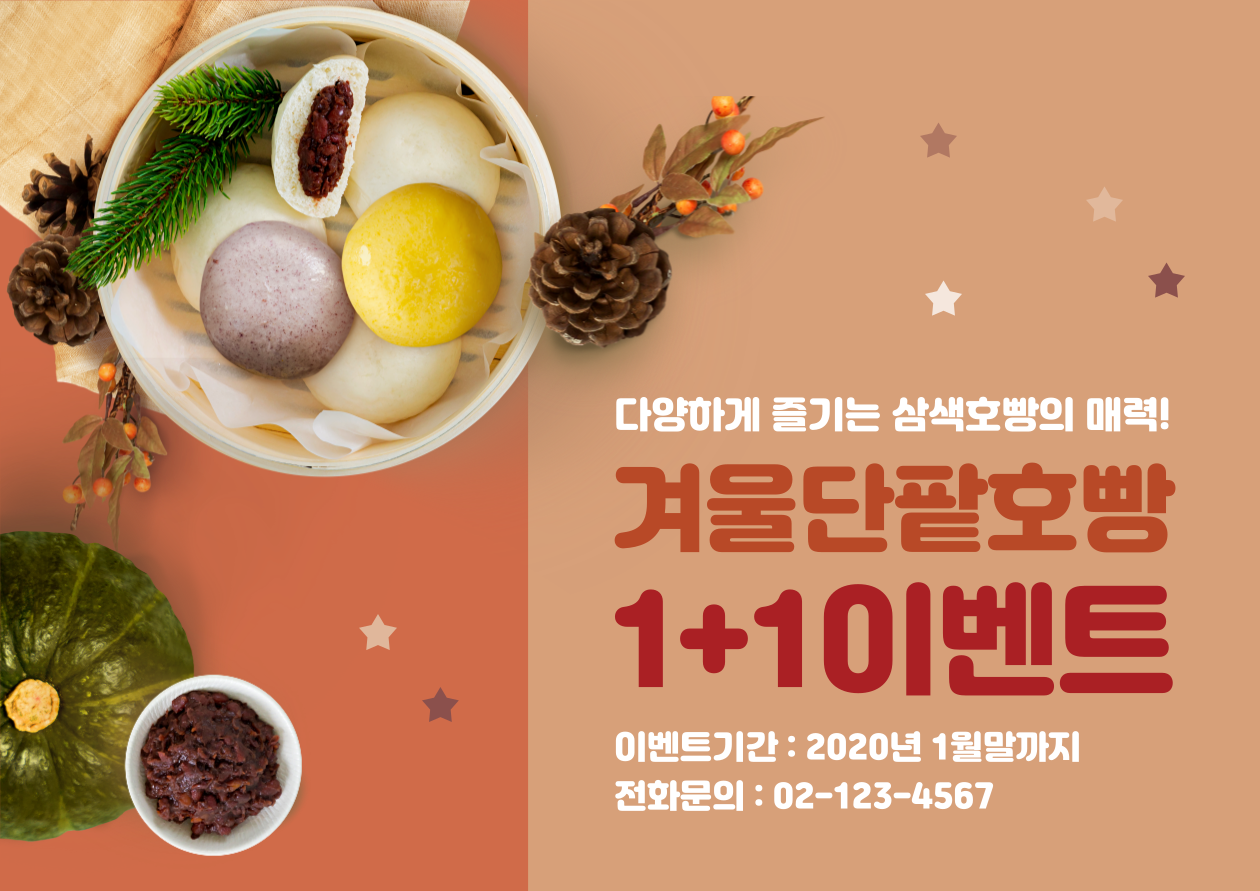 다양하게 즐기는 삼색호빵의 매력!
겨울단팥호빵
1+1이벤트
이벤트기간 : 2020년 1월말까지
전화문의 : 02-123-4567